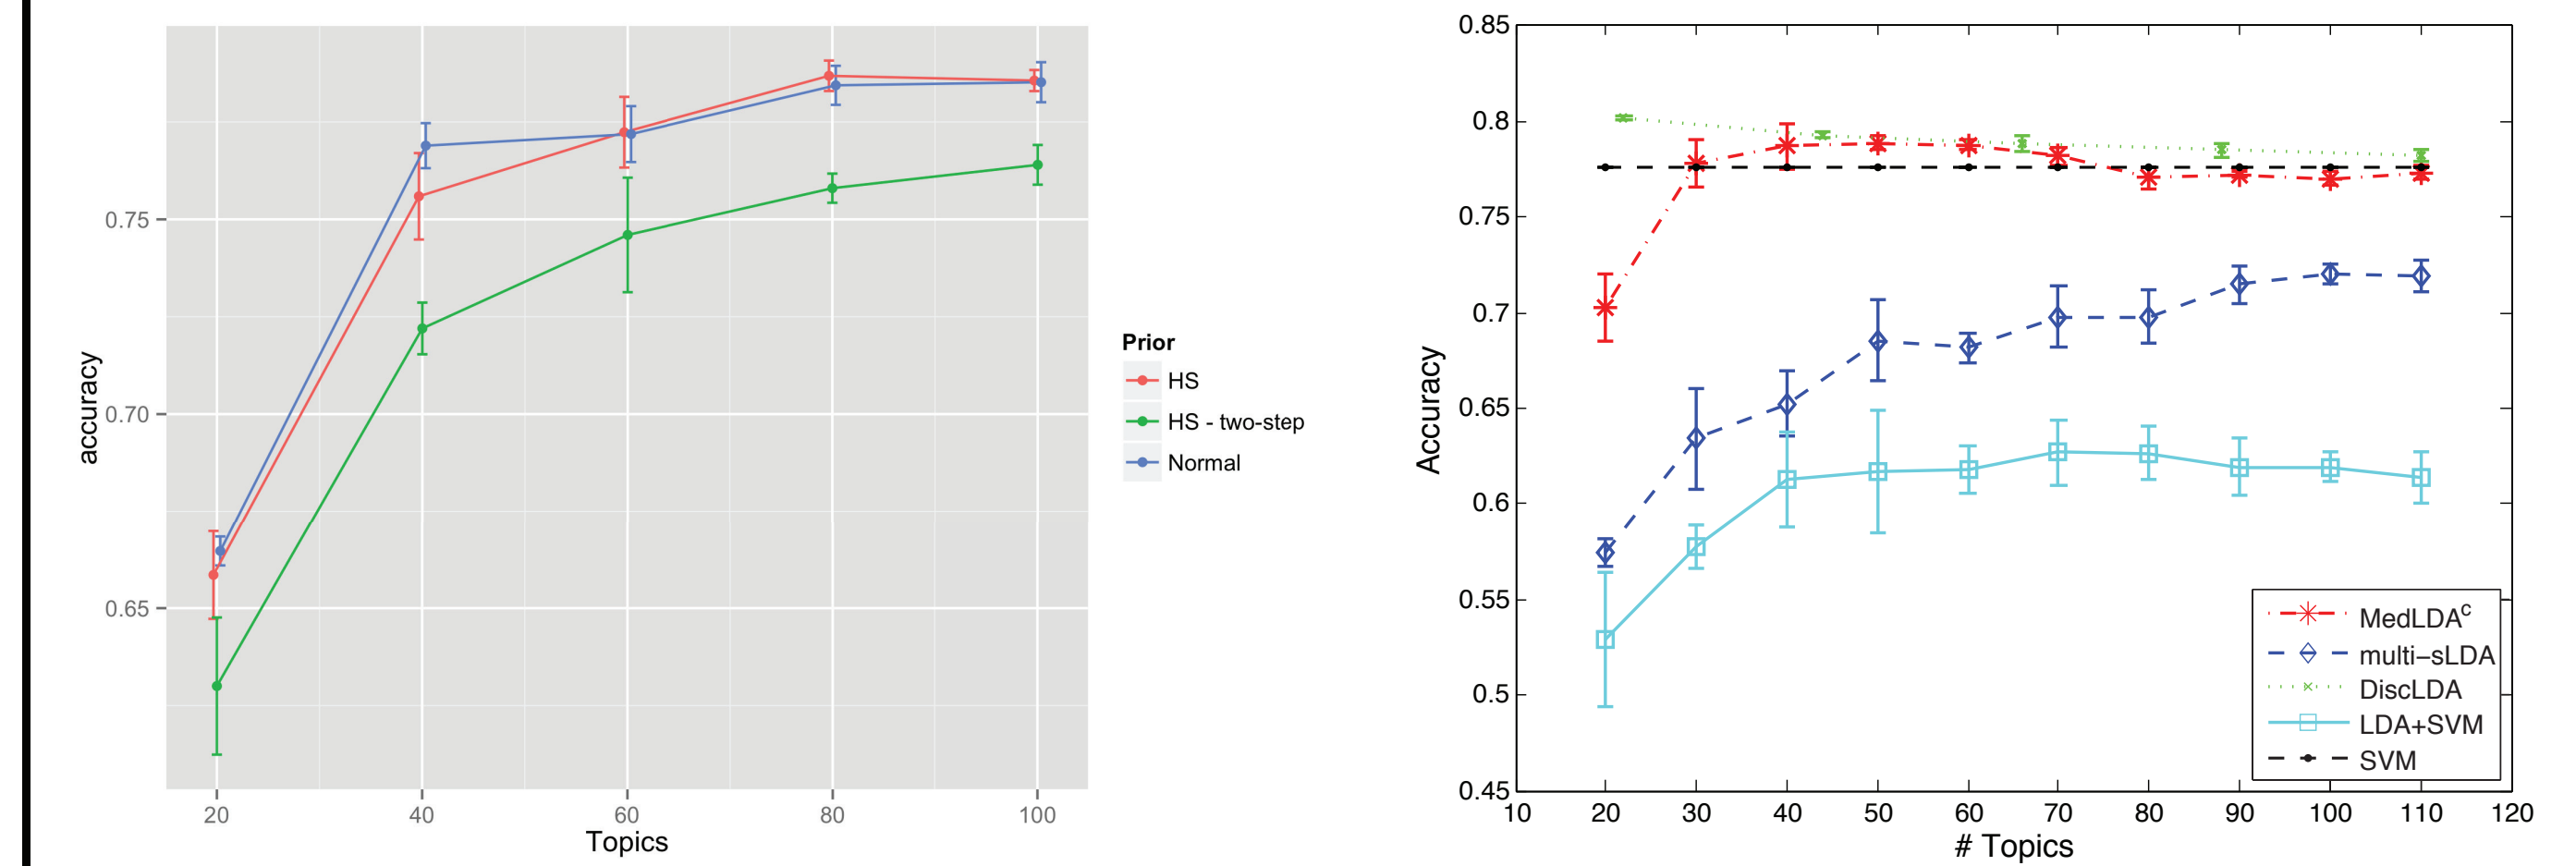 0.75
0.70
0.65
accuracy
20 40 60 80 100
Topics
Prior
HS
HS - two-step
Normal
0.85
0.8
0.75
0.7
0.65
0.6
0.55
0.5
0.45
Accuracy
10 20 30 40 50 60 70 80 90 100 110 120
# Topics
MedLDAᶜ
multi−sLDA
DiscLDA
LDA+SVM
SVM